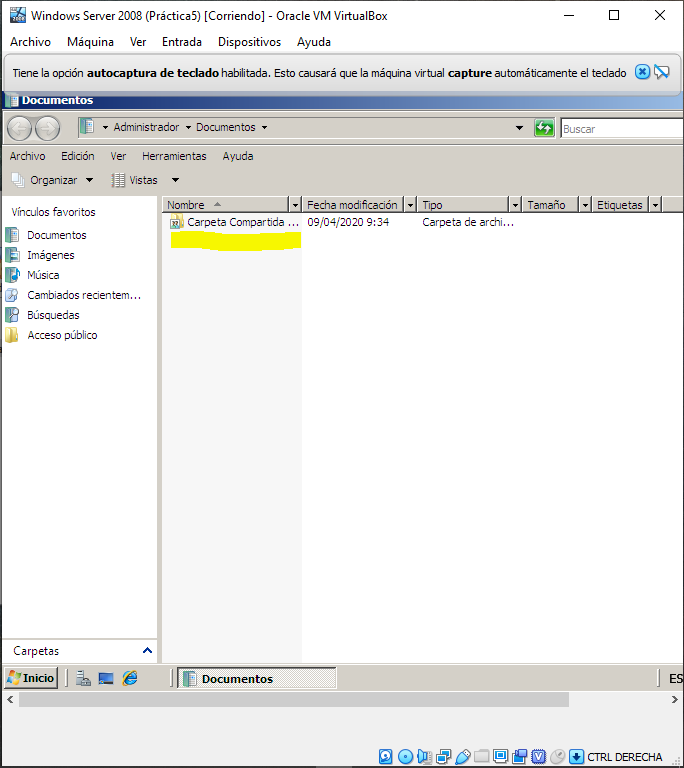 Windows Server 2008 (Práctica5) [Corriendo] - Oracle VM VirtualBox
Archivo Máquina Ver Entrada Dispositivos Ayuda
Tiene la opción autocaptura de teclado habilitada. Esto causará que la máquina virtual capture automáticamente el teclado
Documentos
Administrador Documentos
Buscar
Archivo Edición Ver Herramientas Ayuda
Organizar Vistas
Vínculos favoritos
Documentos
Imágenes
Música
Cambiados recientem...
Búsquedas
Acceso público
Nombre Fecha modificación Tipo Tamaño Etiquetas
Carpeta Compartida ... 09/04/2020 9:34 Carpeta de archi...
Carpetas
Inicio Documentos ES
CTRL DERECHA